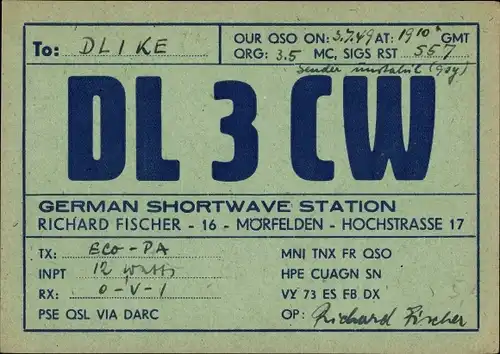 To: DL1KE
OUR QSO ON: 3.7.49 AT: 1910 GMT
QRG: 3.5 MC, SIGS RST 557
Sender
DL 3 CW
GERMAN SHORTWAVE STATION
RICHARD FISCHER - 16 - MÖRFELDEN - HOCHSTRASSE 17
TX: ECO-PA
INPT 12 watts
RX: 0-V-1
PSE QSL VIA DARC
MNI TNX FR QSO
HPE CUAGN SN
VY 73 ES FB DX
OP: Richard Fischer